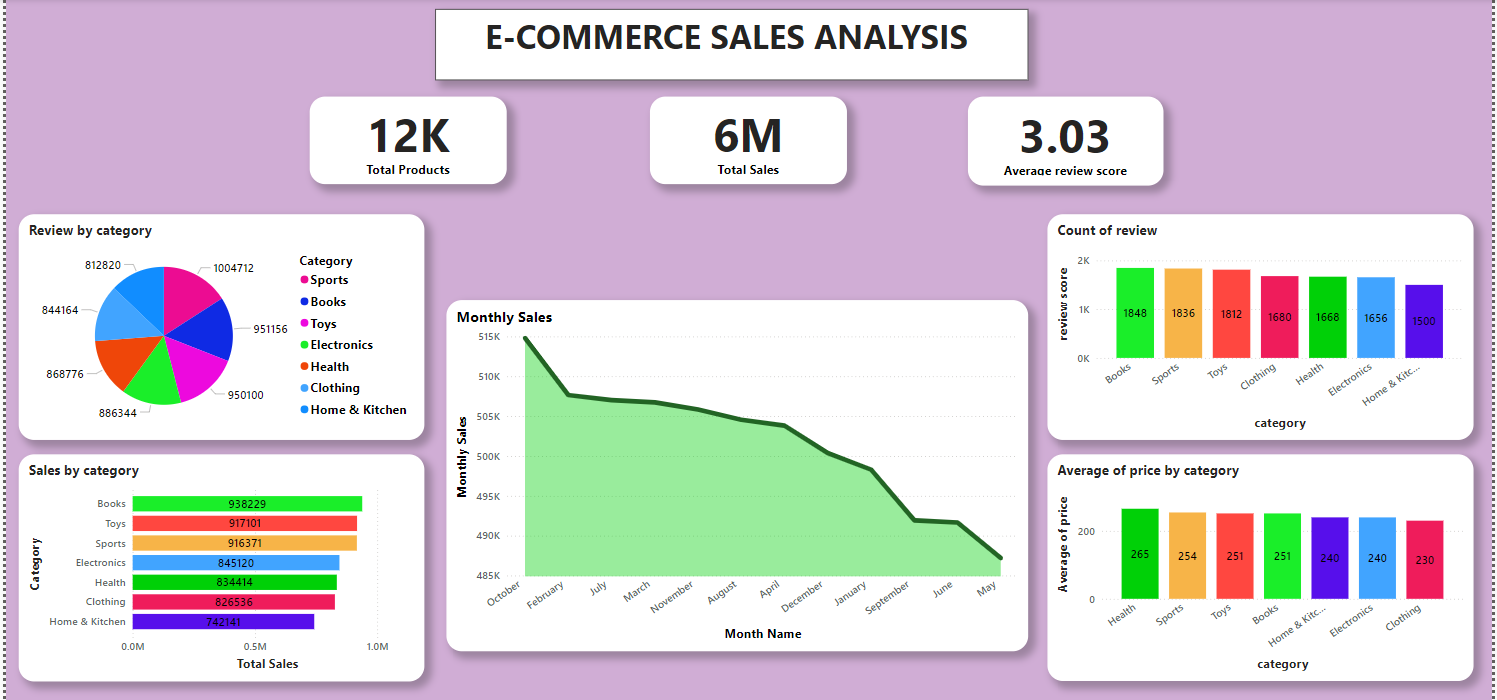 E-COMMERCE SALES ANALYSIS
12K
Total Products
6M
Total Sales
3.03
Average review score
Review by category
1004712
951156
950100
886344
868776
844164
812820
Category
Sports
Books
Toys
Electronics
Health
Clothing
Home & Kitchen
Sales by category
Category
Books 938229
Toys 917101
Sports 916371
Electronics 845120
Health 834414
Clothing 826536
Home & Kitchen 742141
0.0M 0.5M 1.0M
Total Sales
Monthly Sales
Monthly Sales
515K
510K
505K
500K
495K
490K
485K
October February July March November August April December January September June May
Month Name
Count of review
review score
2K
1K
0K
1848 1836 1812 1680 1668 1656 1500
Books Sports Toys Clothing Health Electronics Home & Kitc...
category
Average of price by category
Average of price
200
0
265 254 251 251 240 240 230
Health Sports Toys Books Home & Kitc... Electronics Clothing
category